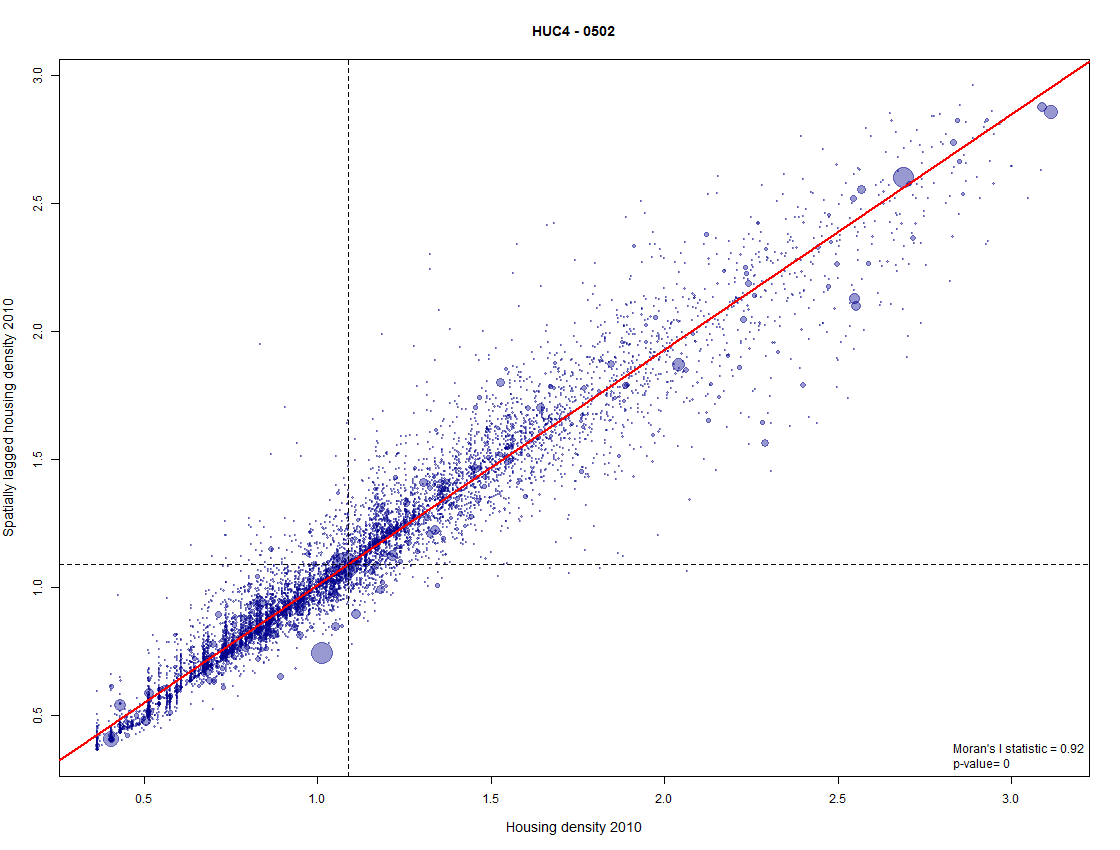 HUC4 - 0502
Spatially lagged housing density 2010
3.0
2.5
2.0
1.5
1.0
0.5
Moran's I statistic = 0.92
p-value= 0
0.5 1.0 1.5 2.0 2.5 3.0
Housing density 2010